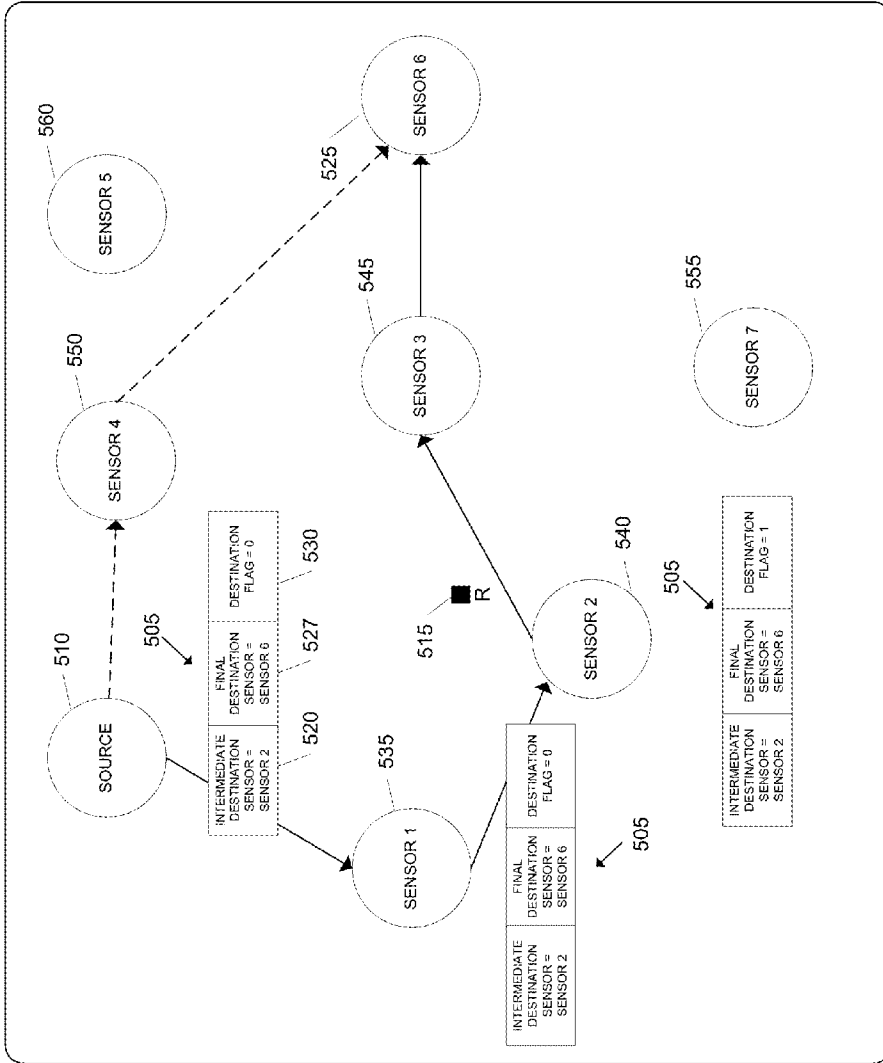 510
SOURCE
505
INTERMEDIATE
DESTINATION
SENSOR =
SENSOR 2
FINAL
DESTINATION
SENSOR =
SENSOR 6
DESTINATION
FLAG = 0
520
527
530
550
SENSOR 4
560
SENSOR 5
535
SENSOR 1
515
R
545
SENSOR 3
525
SENSOR 6
INTERMEDIATE
DESTINATION
SENSOR =
SENSOR 2
FINAL
DESTINATION
SENSOR =
SENSOR 6
DESTINATION
FLAG = 0
505
540
SENSOR 2
505
INTERMEDIATE
DESTINATION
SENSOR =
SENSOR 2
FINAL
DESTINATION
SENSOR =
SENSOR 6
DESTINATION
FLAG = 1
555
SENSOR 7